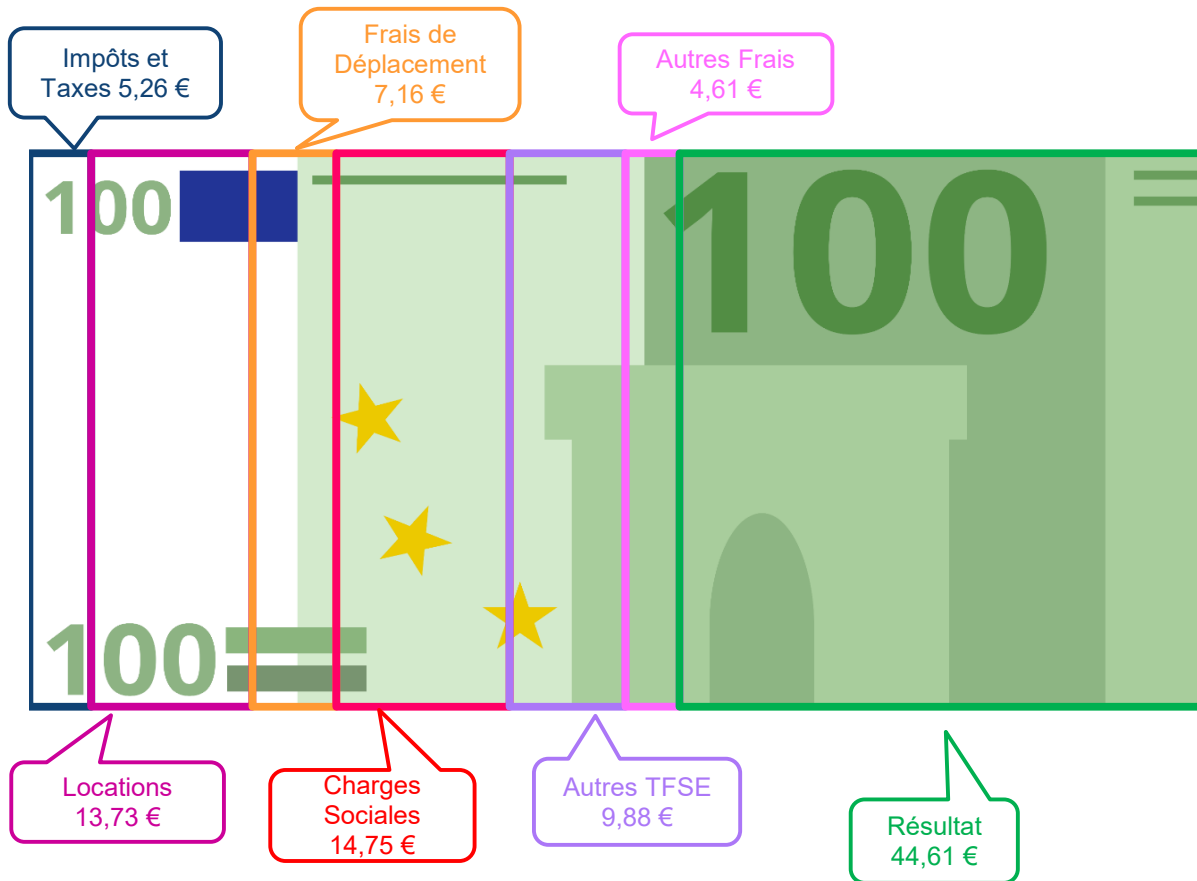 Impôts et
Taxes 5,26 €
Frais de
Déplacement
7,16 €
Autres Frais
4,61 €
100
100
100
Locations
13,73 €
Charges
Sociales
14,75 €
Autres TFSE
9,88 €
Résultat
44,61 €